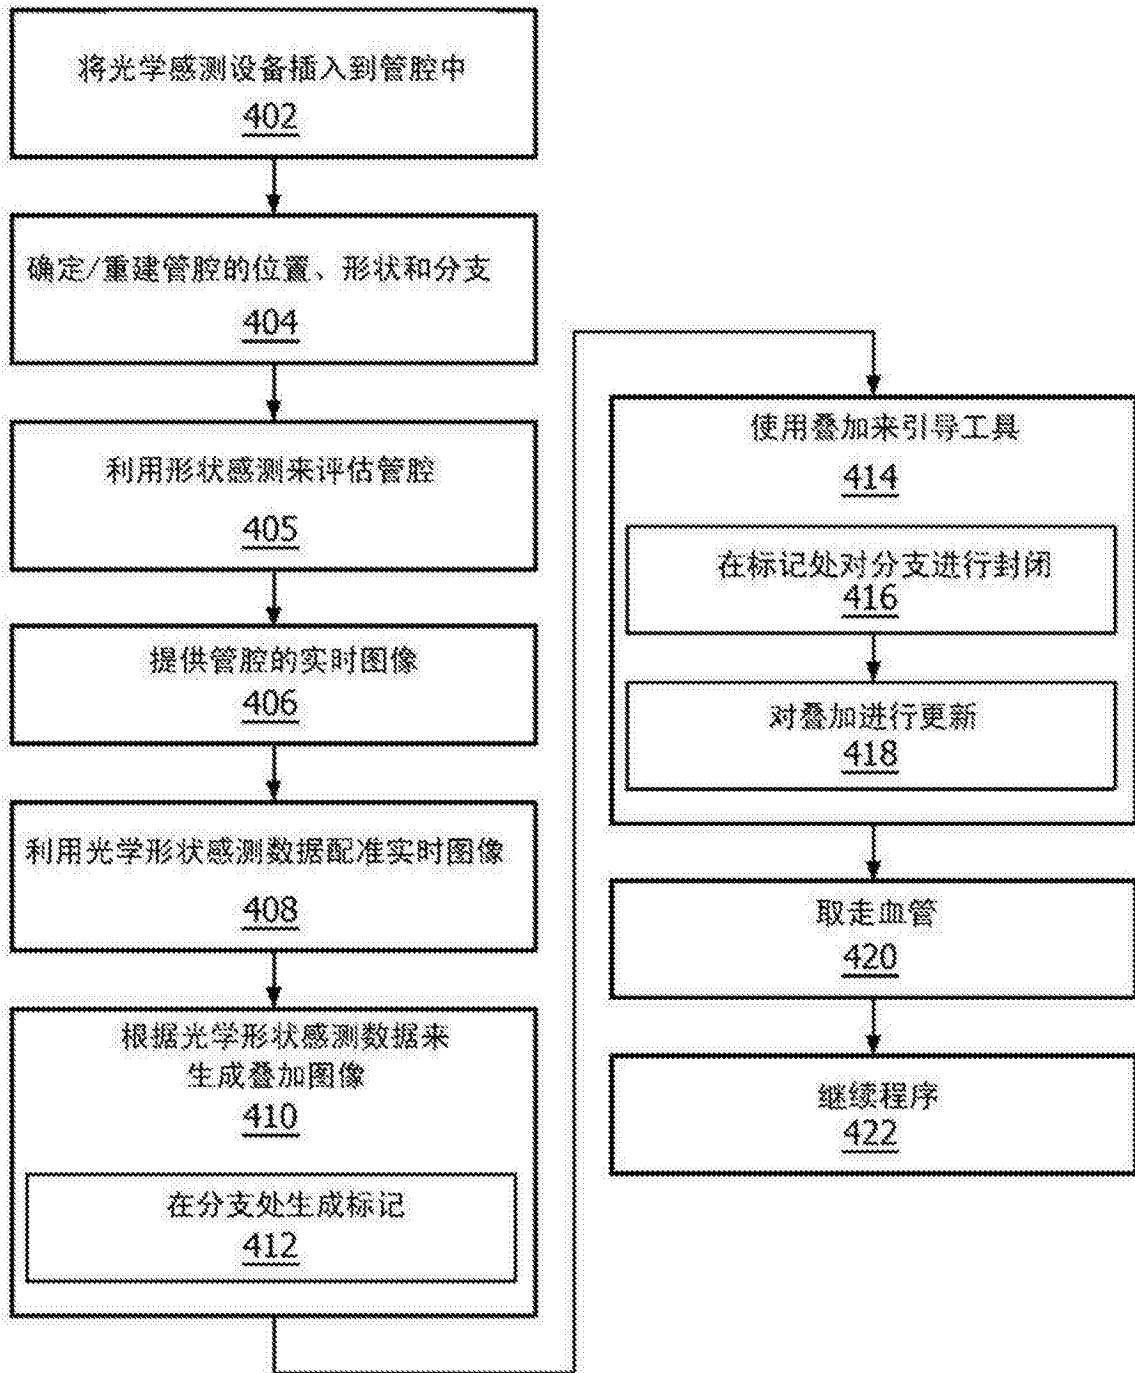 将光学感测设备插入到管腔中
402
确定/重建管腔的位置、形状和分支
404
利用形状感测来评估管腔
405
提供管腔的实时图像
406
利用光学形状感测数据配准实时图像
408
根据光学形状感测数据来
生成叠加图像
410
在分支处生成标记
412
使用叠加来引导工具
414
在标记处对分支进行封闭
416
对叠加进行更新
418
取走血管
420
继续程序
422